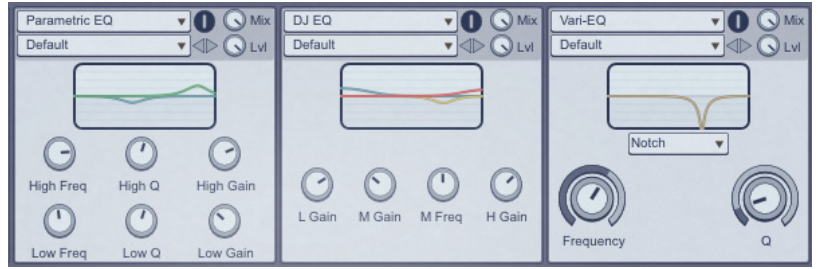 Parametric EQ
Mix
Default
Lvl
High Freq High Q High Gain
Low Freq Low Q Low Gain
DJ EQ
Mix
Default
Lvl
L Gain M Gain M Freq H Gain
Vari-EQ
Mix
Default
Lvl
Notch
Frequency Q